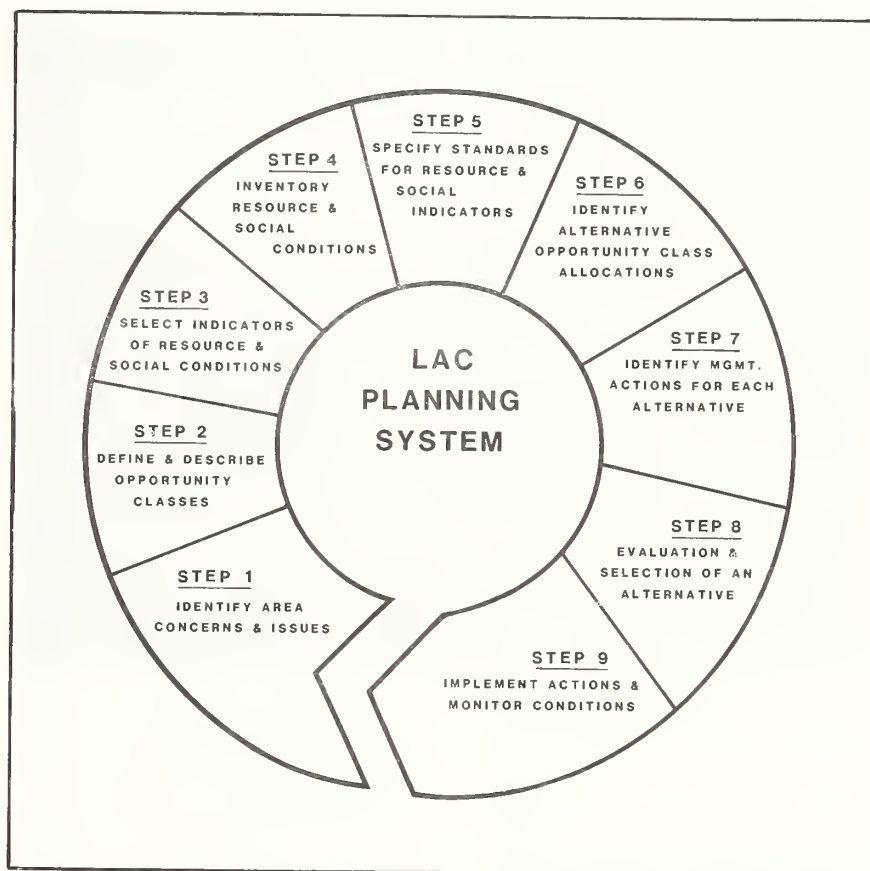 LAC
PLANNING
SYSTEM
STEP 1
IDENTIFY AREA
CONCERNS & ISSUES
STEP 2
DEFINE & DESCRIBE
OPPORTUNITY
CLASSES
STEP 3
SELECT INDICATORS
OF RESOURCE &
SOCIAL CONDITIONS
STEP 4
INVENTORY
RESOURCE &
SOCIAL
CONDITIONS
STEP 5
SPECIFY STANDARDS
FOR RESOURCE &
SOCIAL
INDICATORS
STEP 6
IDENTIFY
ALTERNATIVE
OPPORTUNITY CLASS
ALLOCATIONS
STEP 7
IDENTIFY MGMT.
ACTIONS FOR EACH
ALTERNATIVE
STEP 8
EVALUATION &
SELECTION OF AN
ALTERNATIVE
STEP 9
IMPLEMENT ACTIONS &
MONITOR CONDITIONS